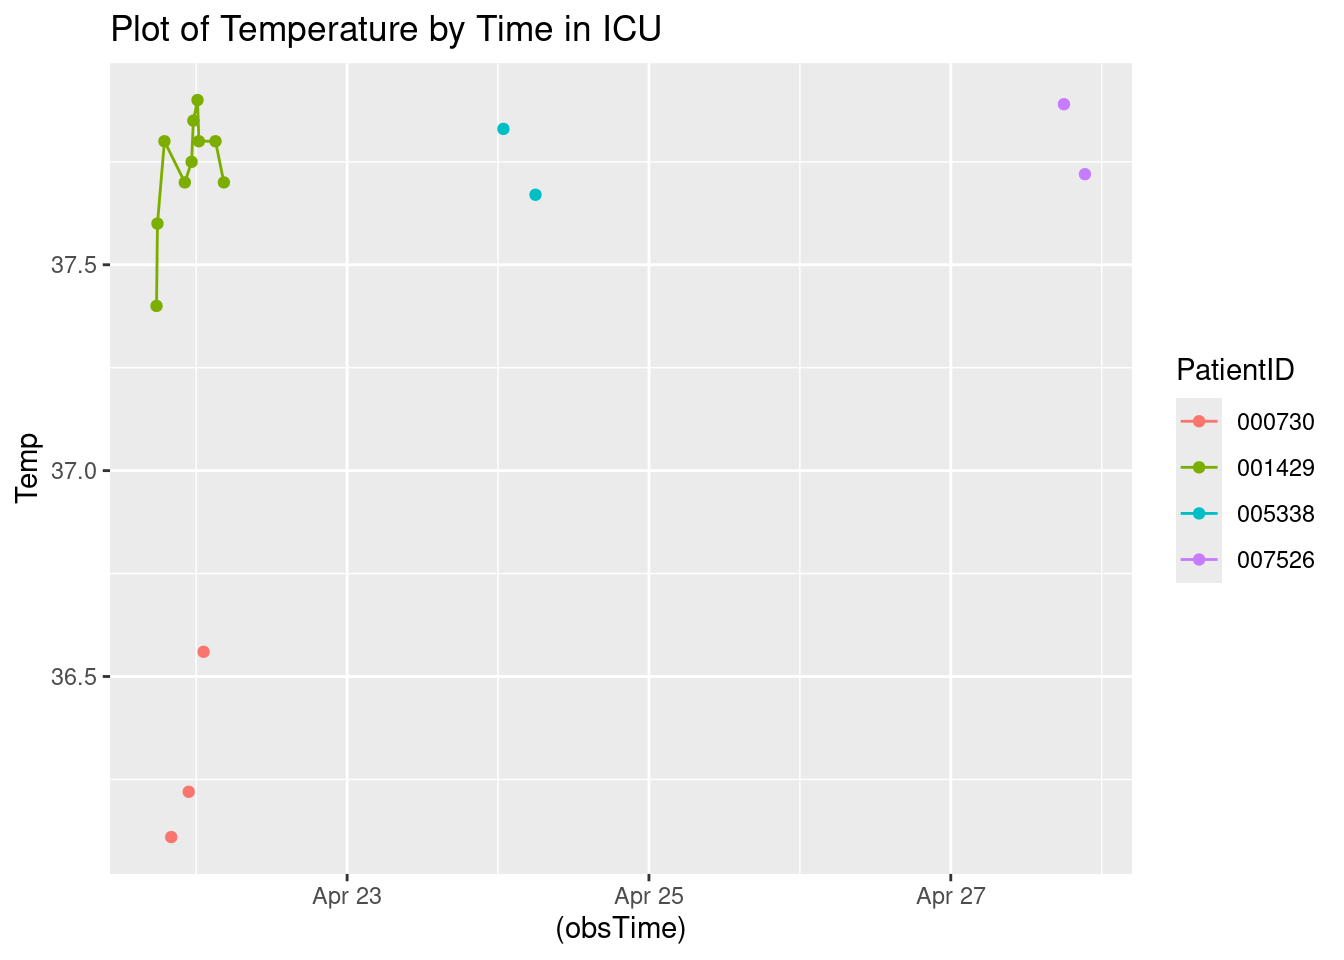 Plot of Temperature by Time in ICU
37.5
37.0
36.5
Temp
Apr 23
Apr 25
Apr 27
(obsTime)
PatientID
000730
001429
005338
007526